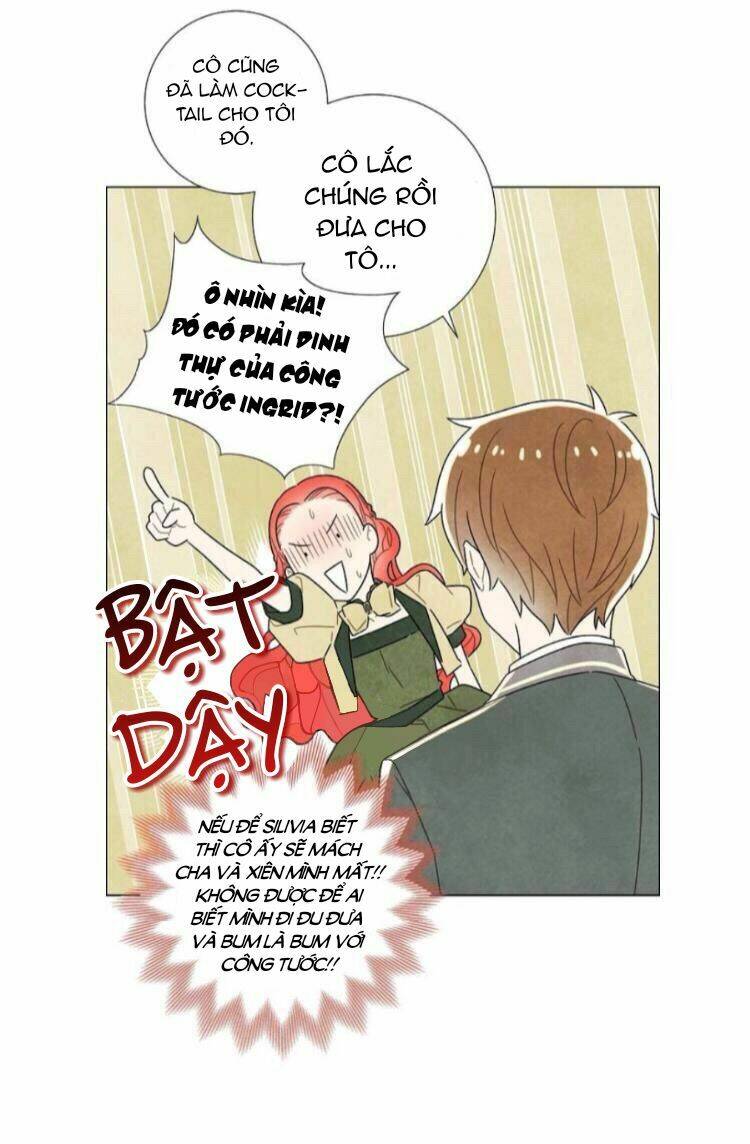 CÔ CŨNG
ĐÃ LÀM COCK-
TAIL CHO TÔI
ĐÓ.
CÔ LẮC
CHÚNG RỒI
ĐƯA CHO
TÔ...
Ô NHÌN KÌA!
ĐÓ CÓ PHẢI DINH
THỰ CỦA CÔNG
TƯỚC INGRID?!
BẬT
DẬY
NẾU ĐỂ SILIVIA BIẾT
THÌ CÔ ẤY SẼ MÁCH
CHA VÀ XIÊN MÌNH MẤT!!
KHÔNG ĐƯỢC ĐỂ AI
BIẾT MÌNH ĐI ĐU ĐƯA
VÀ BUM LÀ BUM VỚI
CÔNG TƯỚC!!